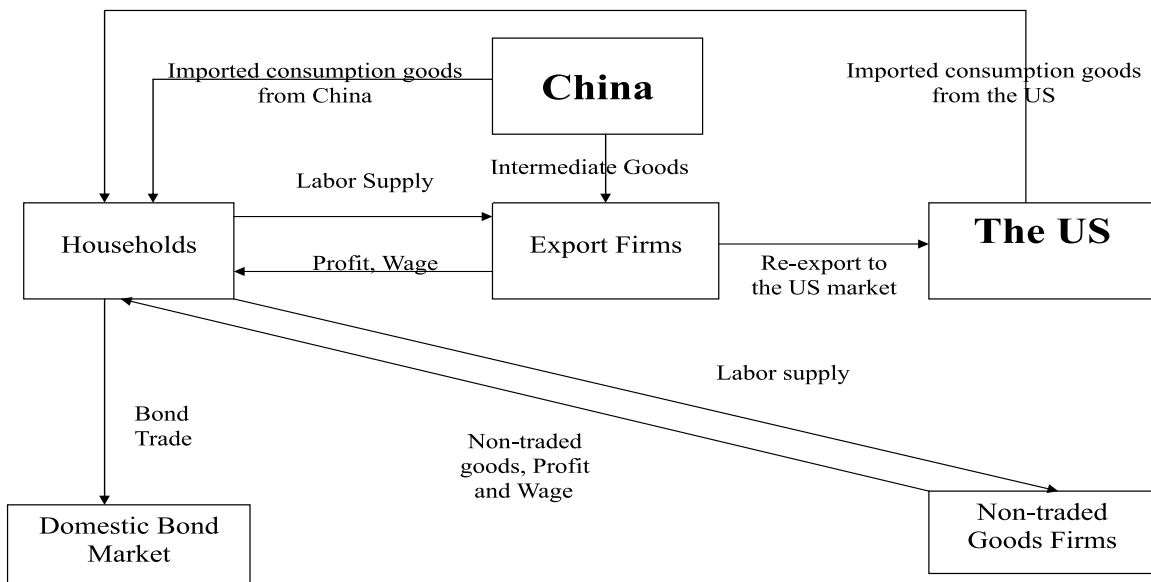 Imported consumption goods
from China
China
Imported consumption goods
from the US
Intermediate Goods
Labor Supply
Households
Export Firms
The US
Profit, Wage
Re-export to
the US market
Labor supply
Bond
Trade
Non-traded
goods, Profit
and Wage
Domestic Bond
Market
Non-traded
Goods Firms